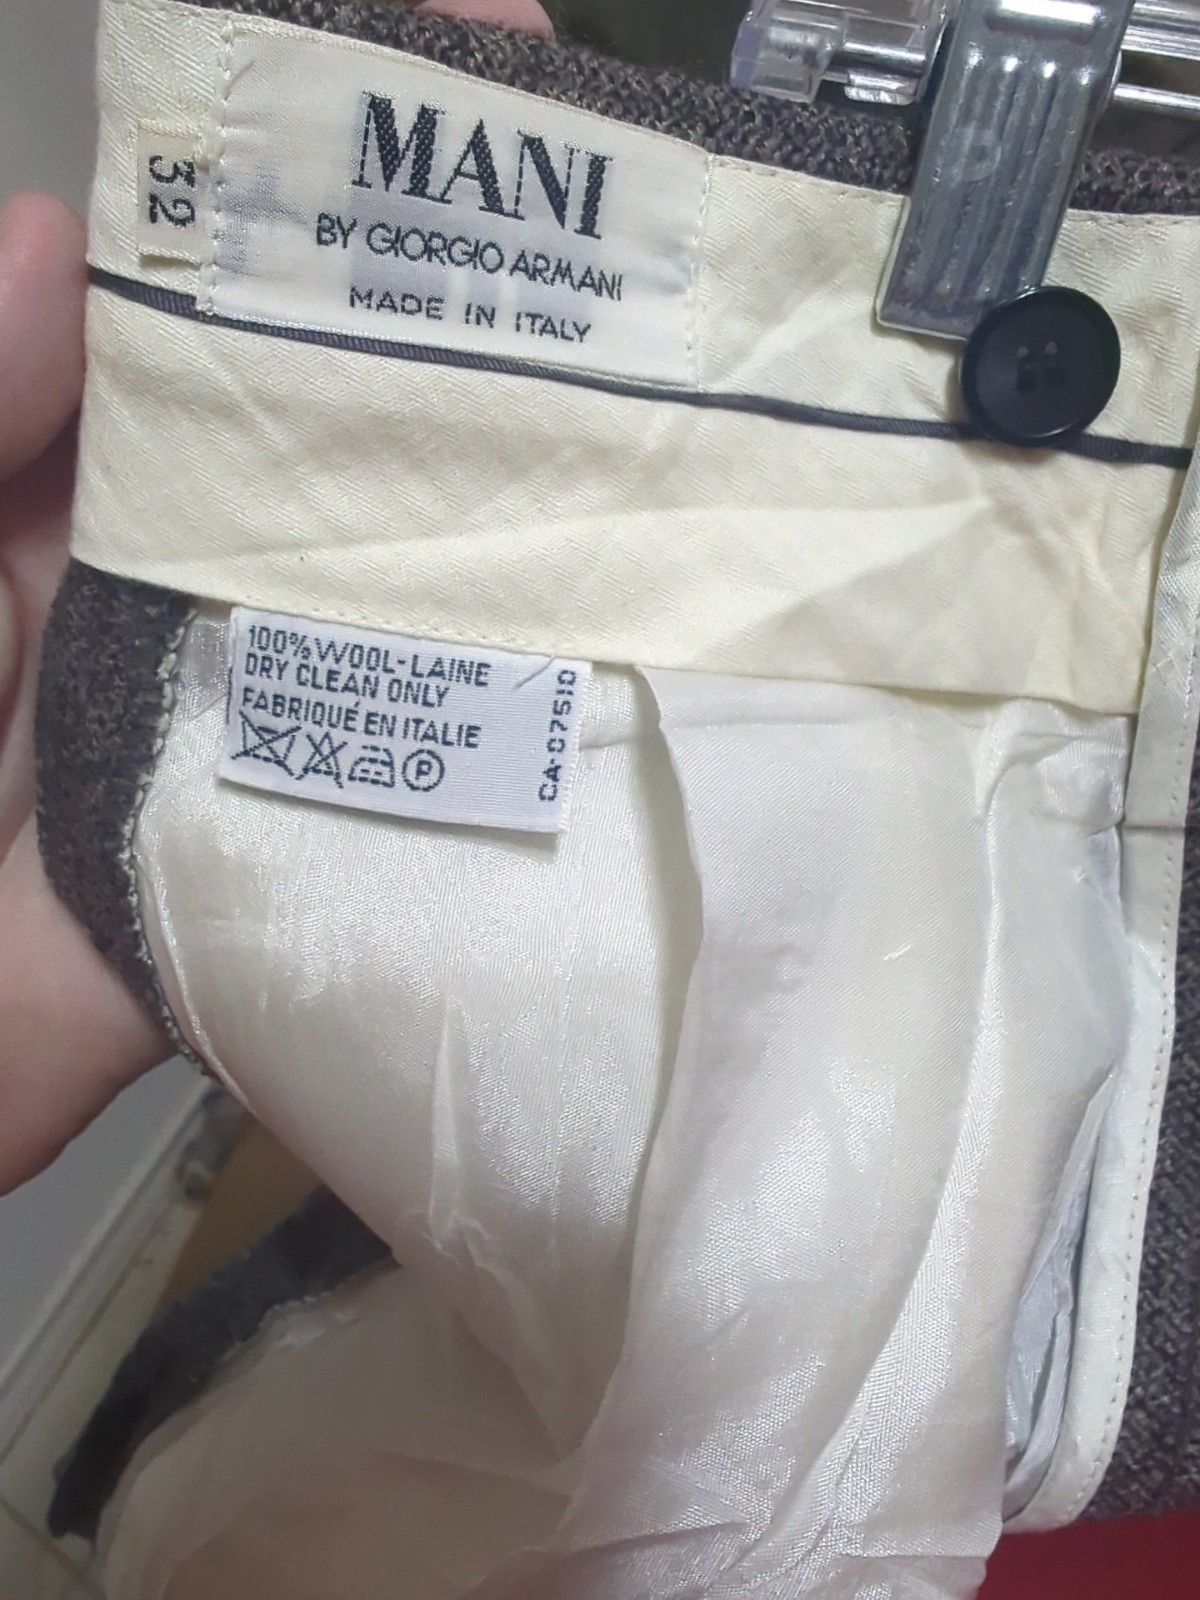 MANI
BY GIORGIO ARMANI
MADE IN ITALY
32
100% WOOL-LAINE
DRY CLEAN ONLY
FABRIQUÉ EN ITALIE
P
CA-07510